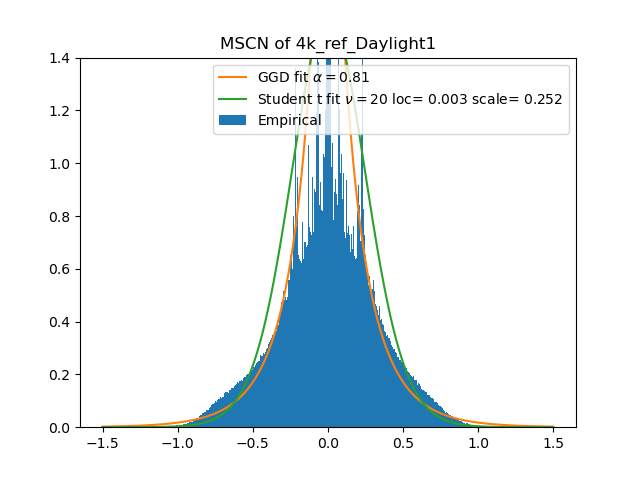 MSCN of 4k_ref_Daylight1
GGD fit α = 0.81
Student t fit ν = 20 loc= 0.003 scale= 0.252
Empirical
1.4
1.2
1.0
0.8
0.6
0.4
0.2
0.0
−1.5 −1.0 −0.5 0.0 0.5 1.0 1.5